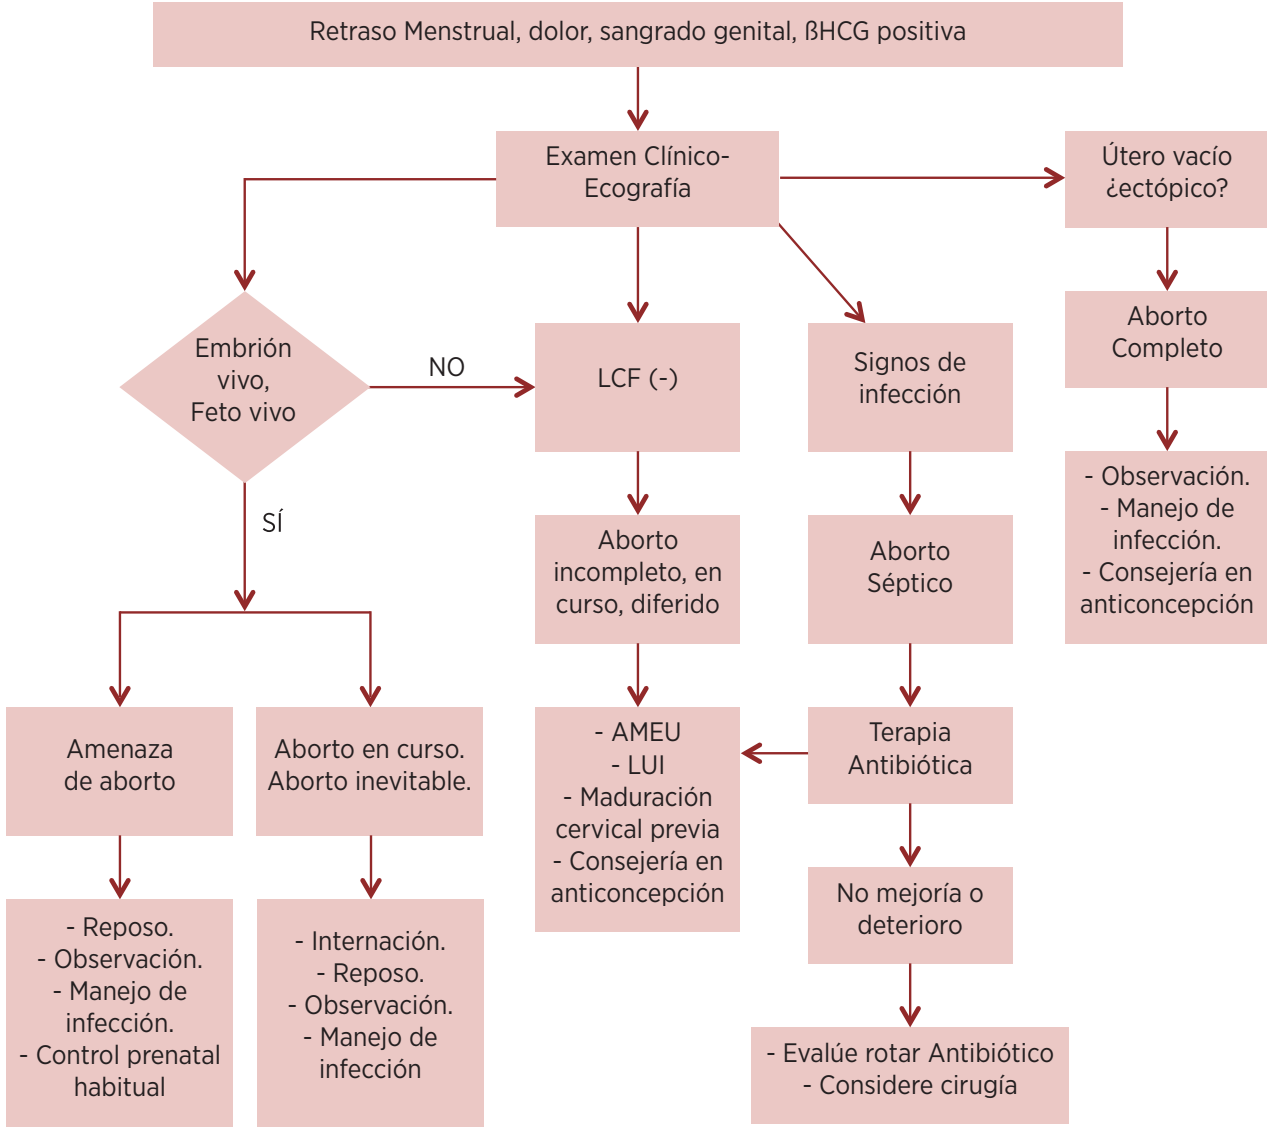 Retraso Menstrual, dolor, sangrado genital, ßHCG positiva
Examen Clínico-
Ecografía
Útero vacío
¿ectópico?
Embrión
vivo,
Feto vivo
NO
SÍ
LCF (-)
Signos de
infección
Aborto
Completo
Aborto
incompleto, en
curso, diferido
Aborto
Séptico
- Observación.
- Manejo de
infección.
- Consejería en
anticoncepción
Amenaza
de aborto
Aborto en curso.
Aborto inevitable.
- AMEU
- LUI
- Maduración
cervical previa
- Consejería en
anticoncepción
Terapia
Antibiótica
No mejoría o
deterioro
- Reposo.
- Observación.
- Manejo de
infección.
- Control prenatal
habitual
- Internación.
- Reposo.
- Observación.
- Manejo de
infección
- Evalúe rotar Antibiótico
- Considere cirugía